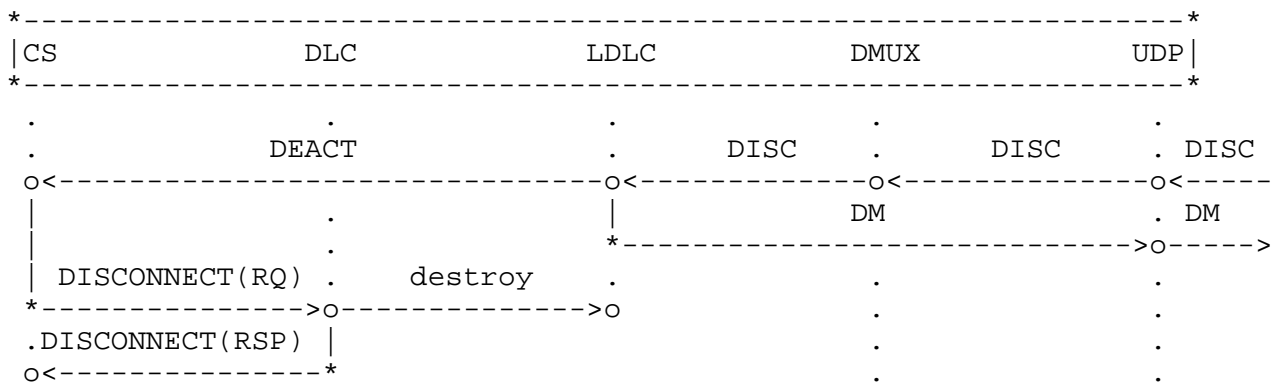 CS DLC LDLC DMUX UDP
DEACT DISC DISC DISC
DM DM
DISCONNECT(RQ) destroy
DISCONNECT(RSP)